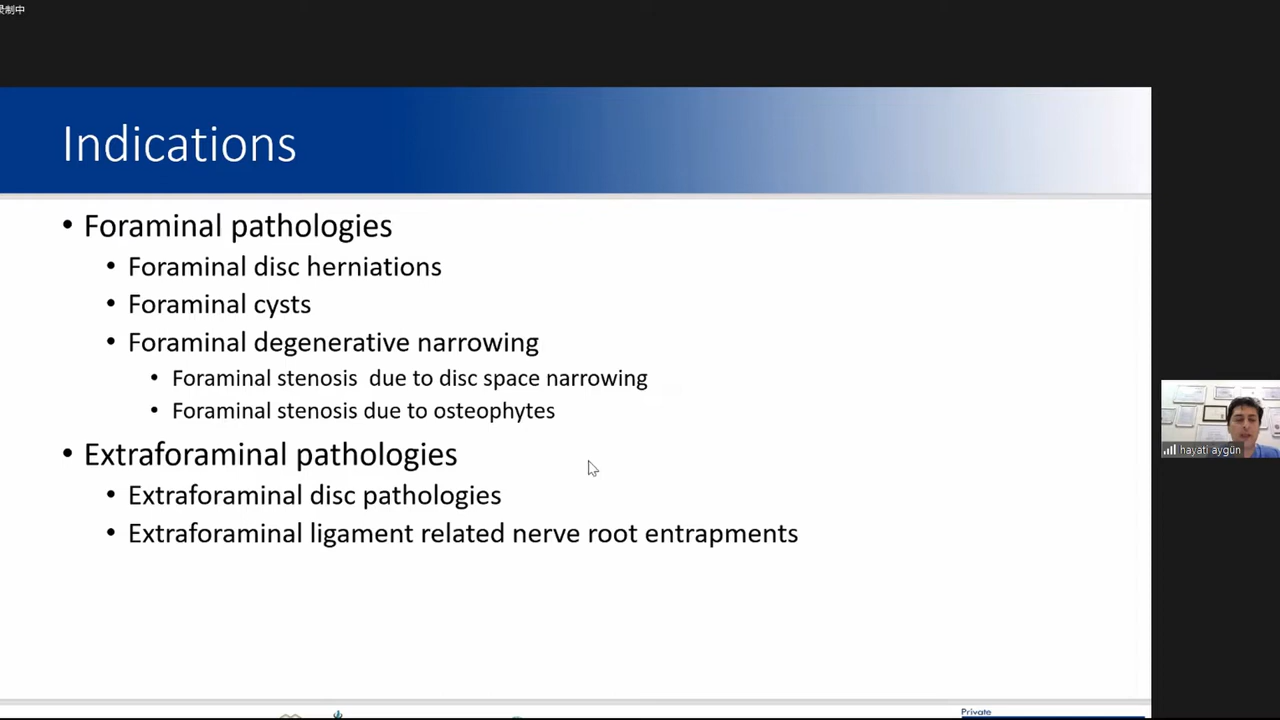 录制中
Indications
• Foraminal pathologies
• Foraminal disc herniations
• Foraminal cysts
• Foraminal degenerative narrowing
• Foraminal stenosis due to disc space narrowing
• Foraminal stenosis due to osteophytes
• Extraforaminal pathologies
• Extraforaminal disc pathologies
• Extraforaminal ligament related nerve root entrapments
hayati aygün
Private